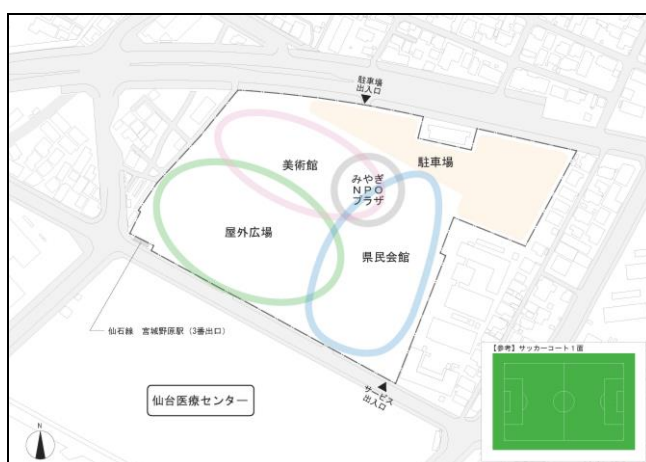 駐車場
出入口
美術館
駐車場
みやぎ
NPO
プラザ
屋外広場
県民会館
仙石線 宮城野原駅(3番出口)
【参考】サッカーコート1面
サービス
出入口
仙台医療センター
N